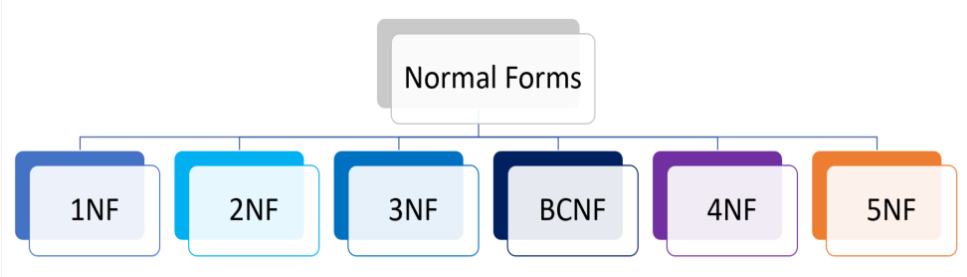 Normal Forms
1NF
2NF
3NF
BCNF
4NF
5NF